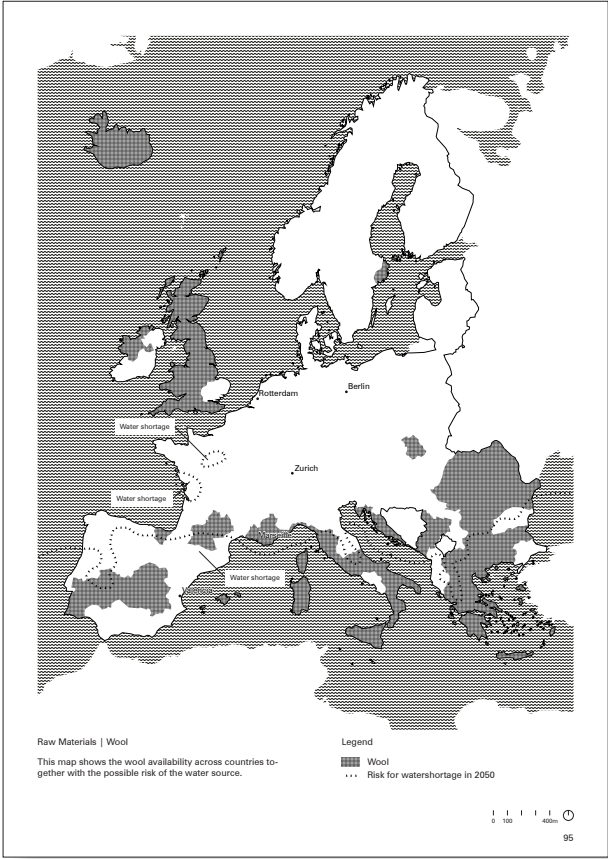 Rotterdam
Berlin
Water shortage
Zurich
Water shortage
Marseille
Water shortage
Raw Materials | Wool
This map shows the wool availability across countries to-
gether with the possible risk of the water source.
Legend
Wool
Risk for watershortage in 2050
0 100 400m
95